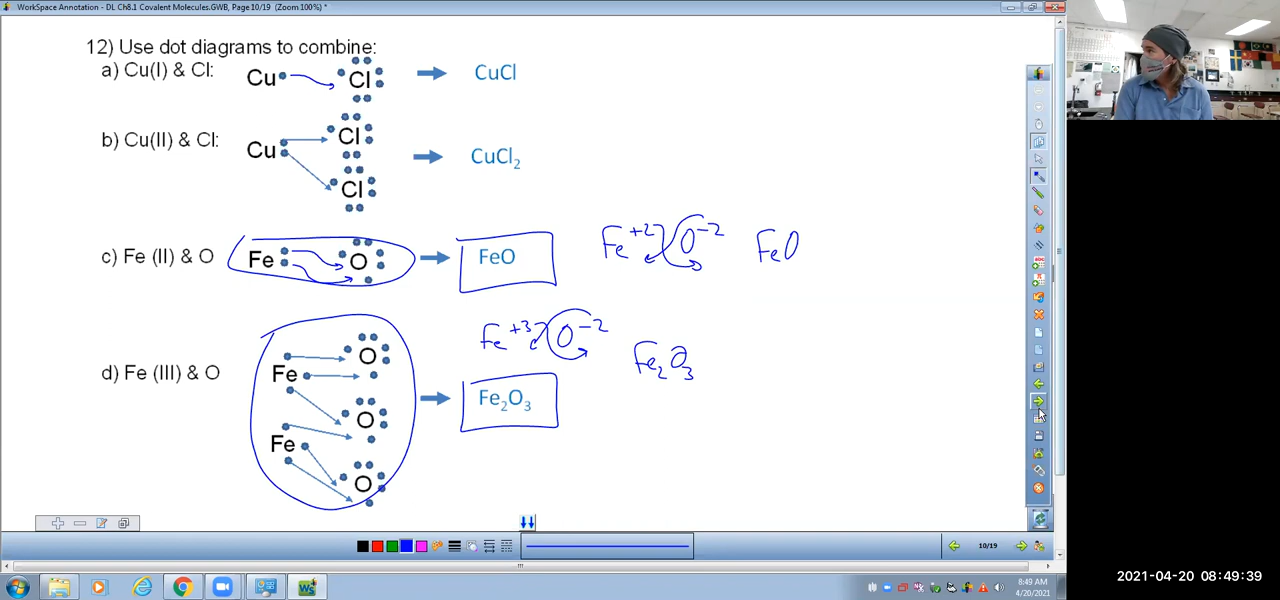 WorkSpace Annotation - DL Ch8.1 Covalent Molecules.GWB, Page 10/19 (Zoom 100%) *
12) Use dot diagrams to combine:
a) Cu(I) & Cl: Cu Cl CuCl
b) Cu(II) & Cl: Cu Cl Cl CuCl₂
c) Fe (II) & O Fe O FeO Fe⁺² O⁻² FeO
Fe⁺³ O⁻² Fe₂O₃
d) Fe (III) & O Fe Fe O O O Fe₂O₃
10/19
8:49 AM
4/20/2021
2021-04-20 08:49:39